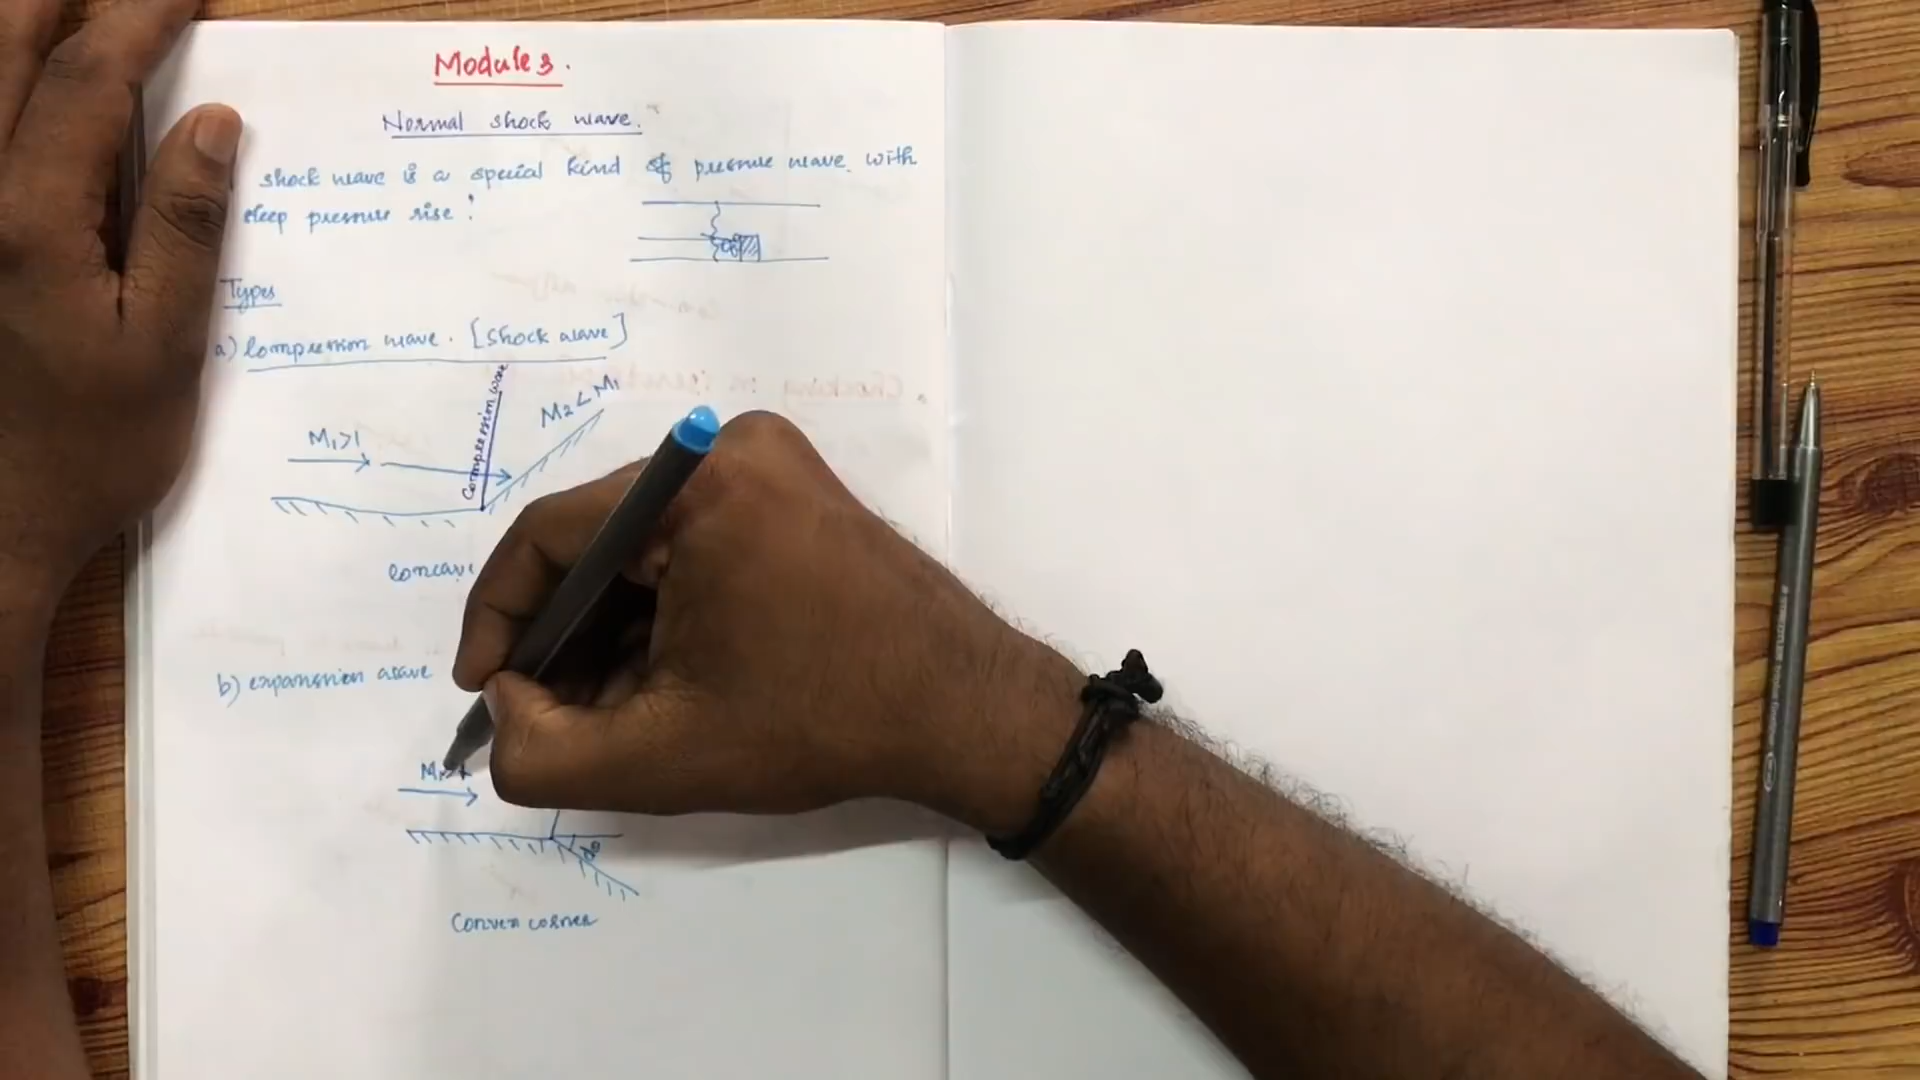 Module 3.
Normal shock wave.
shock wave is a special kind of pressure wave with
steep pressure rise.
Types
a) Compression wave. [Shock wave]
Compression wave
M2 < M1
M1>1
Concave
b) expansion wave
θ
Convex corner